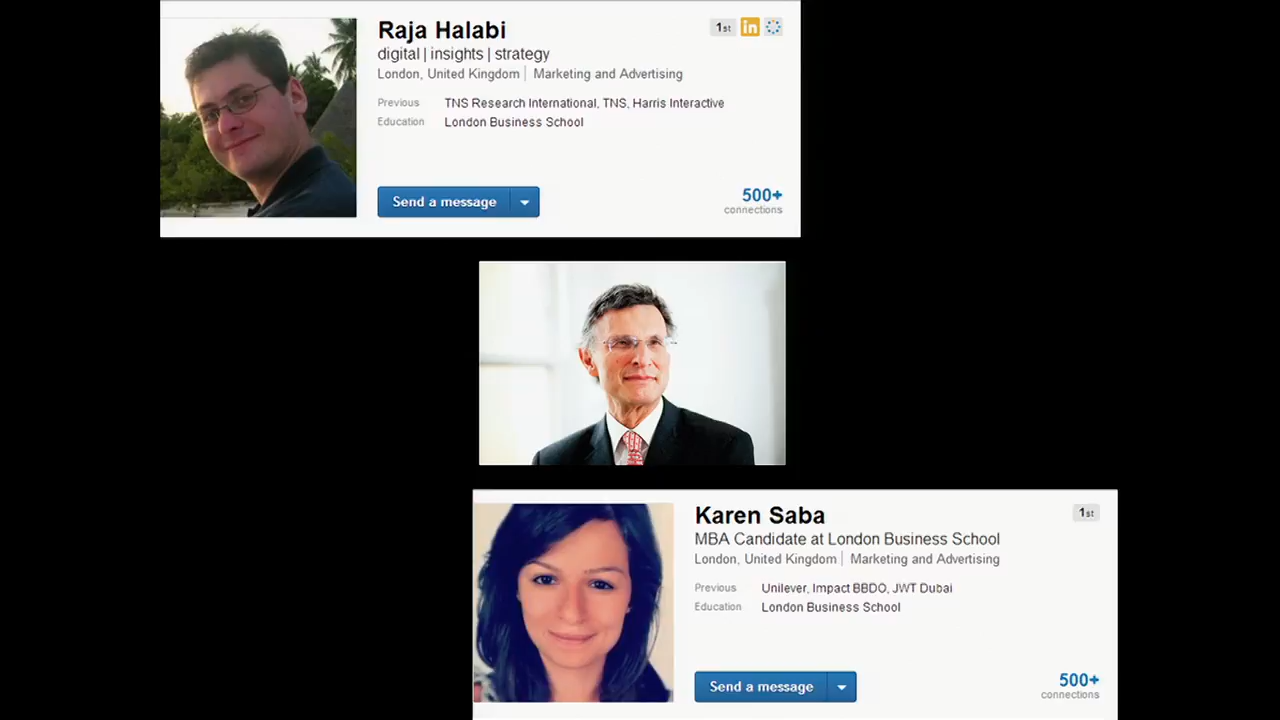 Raja Halabi
1st in
digital | insights | strategy
London, United Kingdom | Marketing and Advertising
Previous TNS Research International, TNS, Harris Interactive
Education London Business School
Send a message
500+
connections
Karen Saba
1st
MBA Candidate at London Business School
London, United Kingdom | Marketing and Advertising
Previous Unilever, Impact BBDO, JWT Dubai
Education London Business School
Send a message
500+
connections